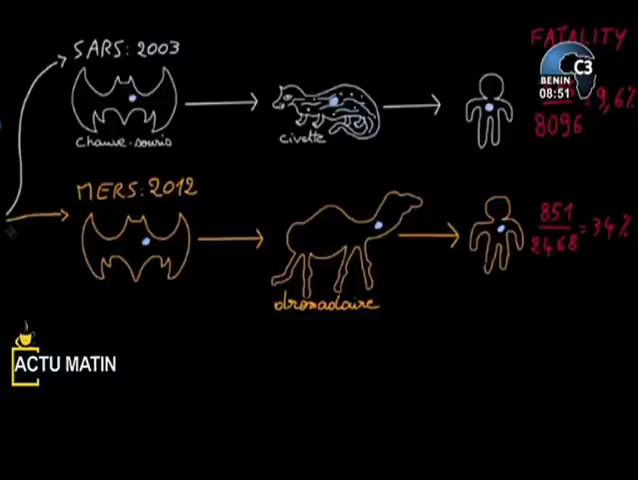 SARS: 2003
FATALITY
C3
BENIN
08:51
9,6%
8096
chauve-souris
civette
MERS: 2012
851
2468
= 34%
dromadaire
ACTU MATIN